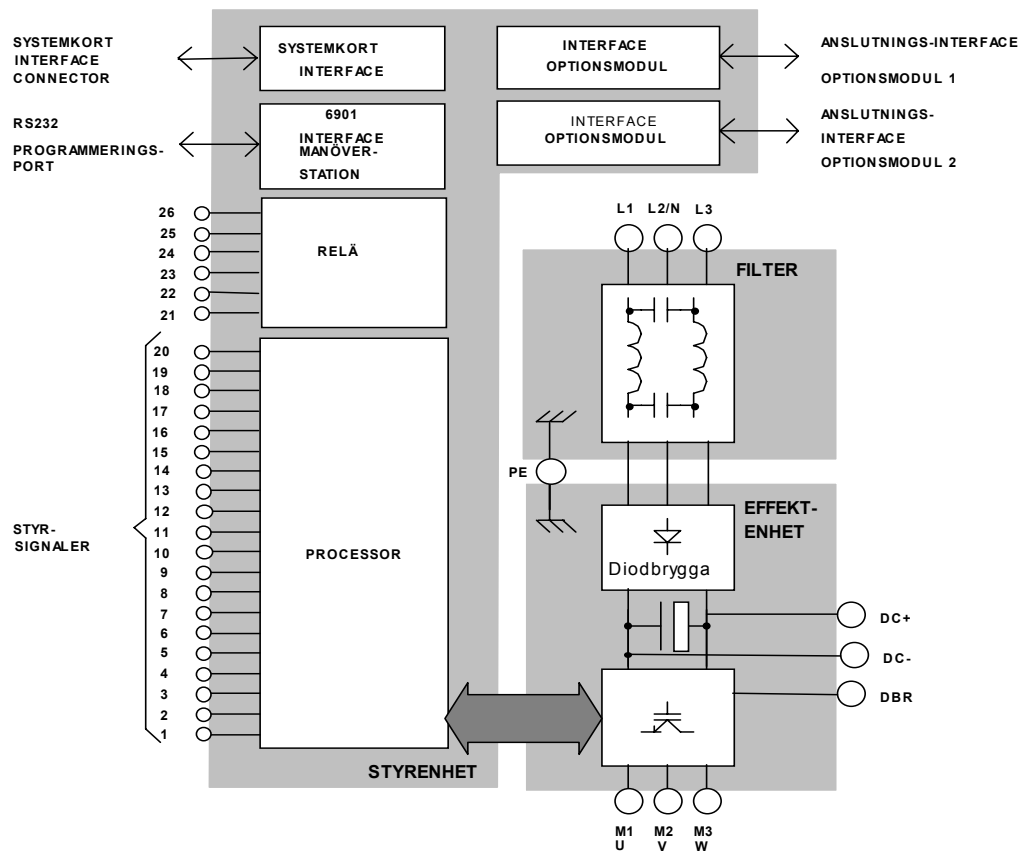 SYSTEMKORT
INTERFACE
CONNECTOR
SYSTEMKORT
INTERFACE
INTERFACE
OPTIONSMODUL
ANSLUTNINGS-INTERFACE
OPTIONSMODUL 1
RS232
PROGRAMMERINGS-
PORT
6901
INTERFACE
MANÖVER-
STATION
INTERFACE
OPTIONSMODUL
ANSLUTNINGS-
INTERFACE
OPTIONSMODUL 2
26
25
24
23
22
21
RELÄ
L1 L2/N L3
FILTER
20
19
18
17
16
15
14
13
12
11
10
9
8
7
6
5
4
3
2
1
STYR-
SIGNALER
PROCESSOR
PE
EFFEKT-
ENHET
Diodbrygga
DC+
DC-
DBR
STYRENHET
M1 M2 M3
U V W